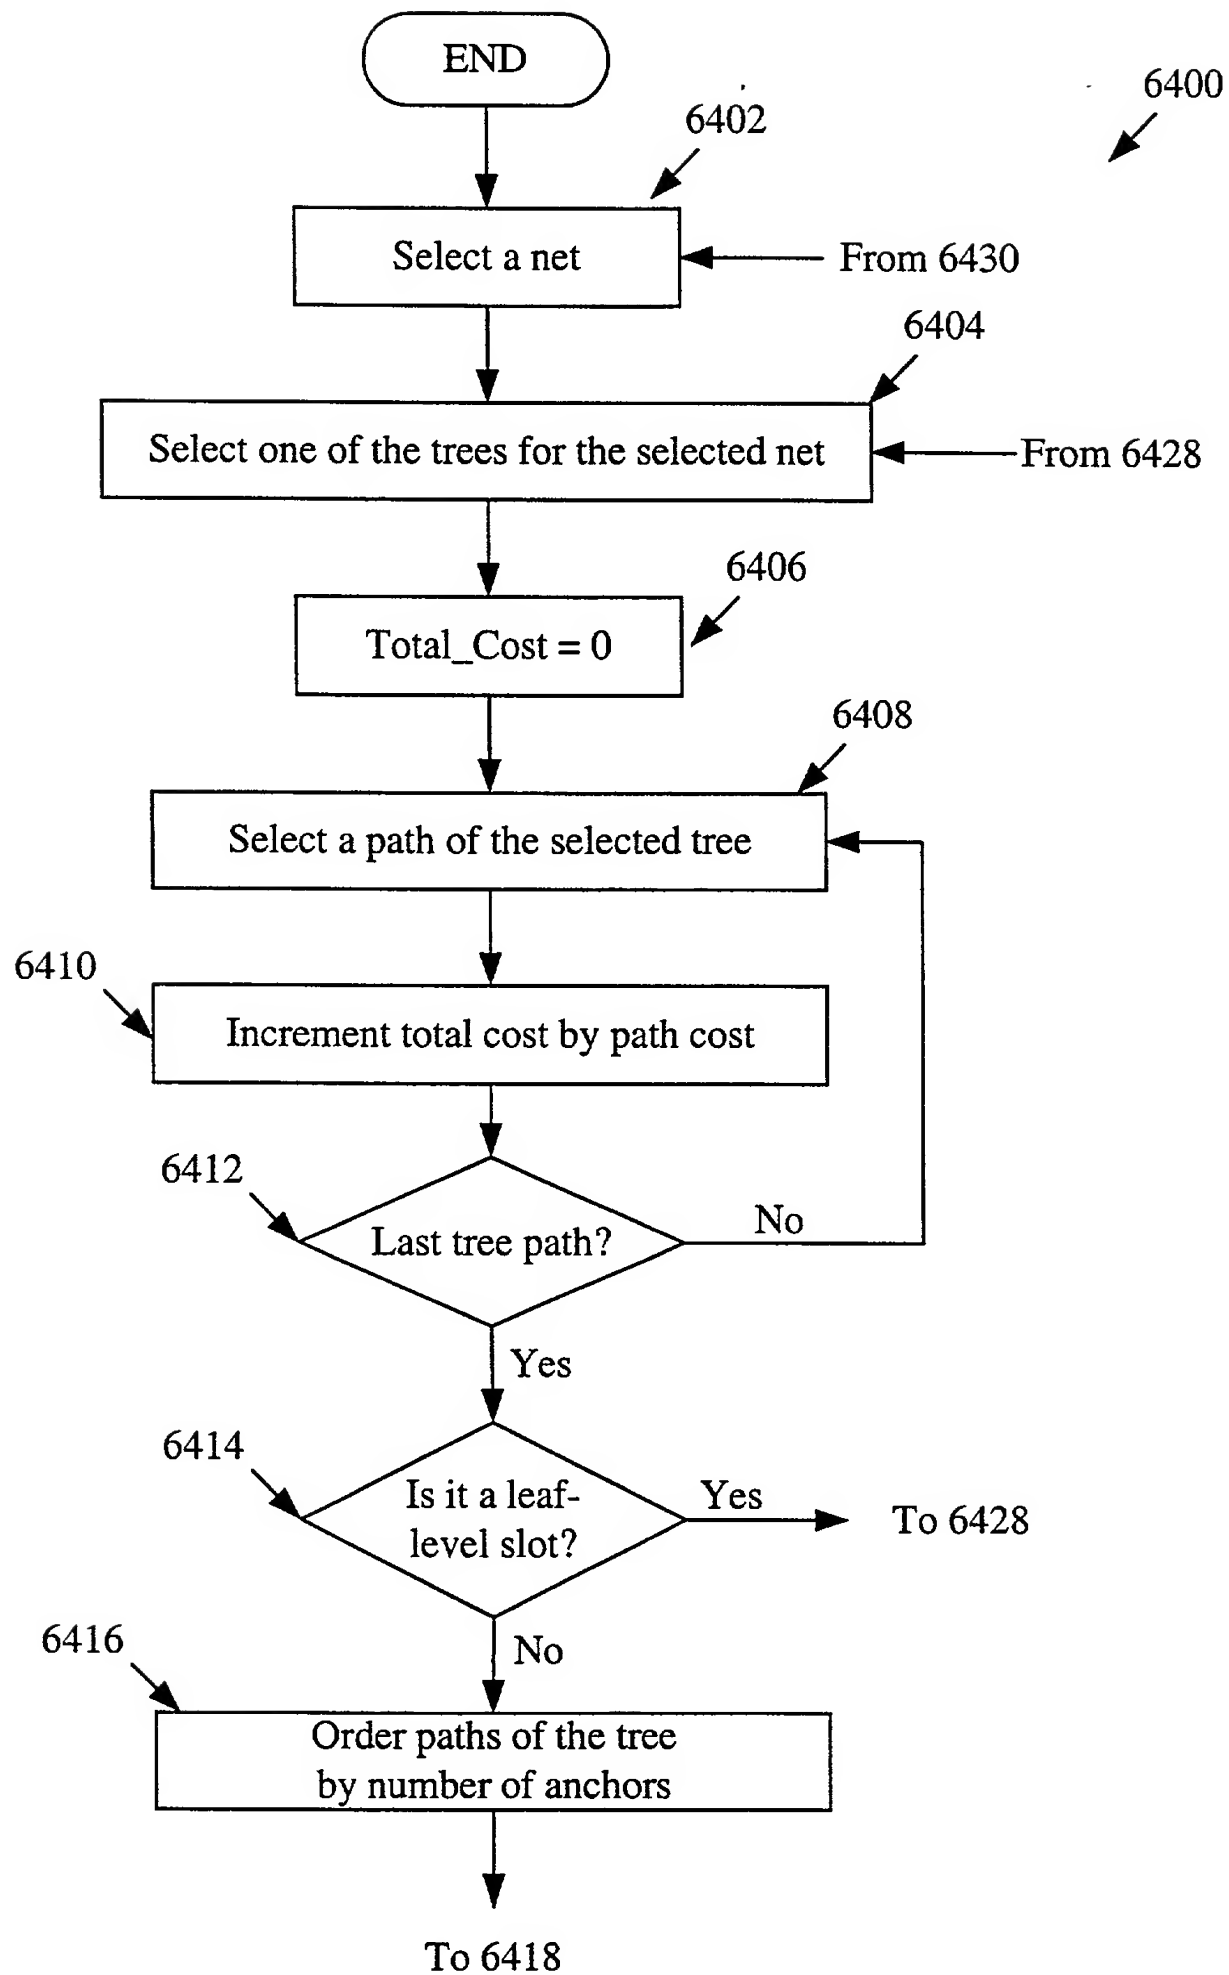 END
6400
6402
Select a net
From 6430
6404
Select one of the trees for the selected net
From 6428
6406
Total_Cost = 0
6408
Select a path of the selected tree
6410
Increment total cost by path cost
6412
Last tree path?
No
Yes
6414
Is it a leaf-
level slot?
Yes
To 6428
6416
No
Order paths of the tree
by number of anchors
To 6418